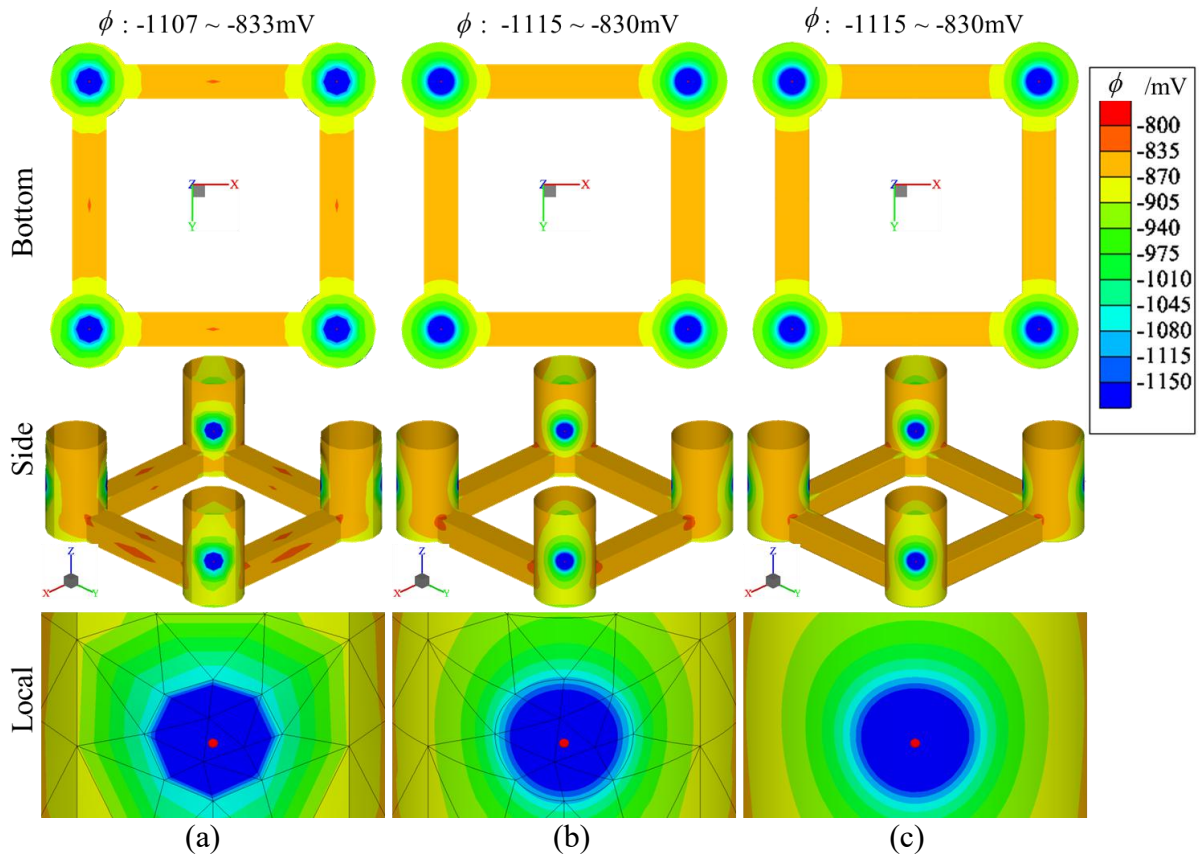 ϕ : -1107 ~ -833mV
ϕ : -1115 ~ -830mV
ϕ: -1115 ~ -830mV
Bottom
Z X
Y
Z X
Y
Z X
Y
ϕ /mV
-800
-835
-870
-905
-940
-975
-1010
-1045
-1080
-1115
-1150
Side
Z
X Y
Z
X Y
Z
X Y
Local
(a)
(b)
(c)